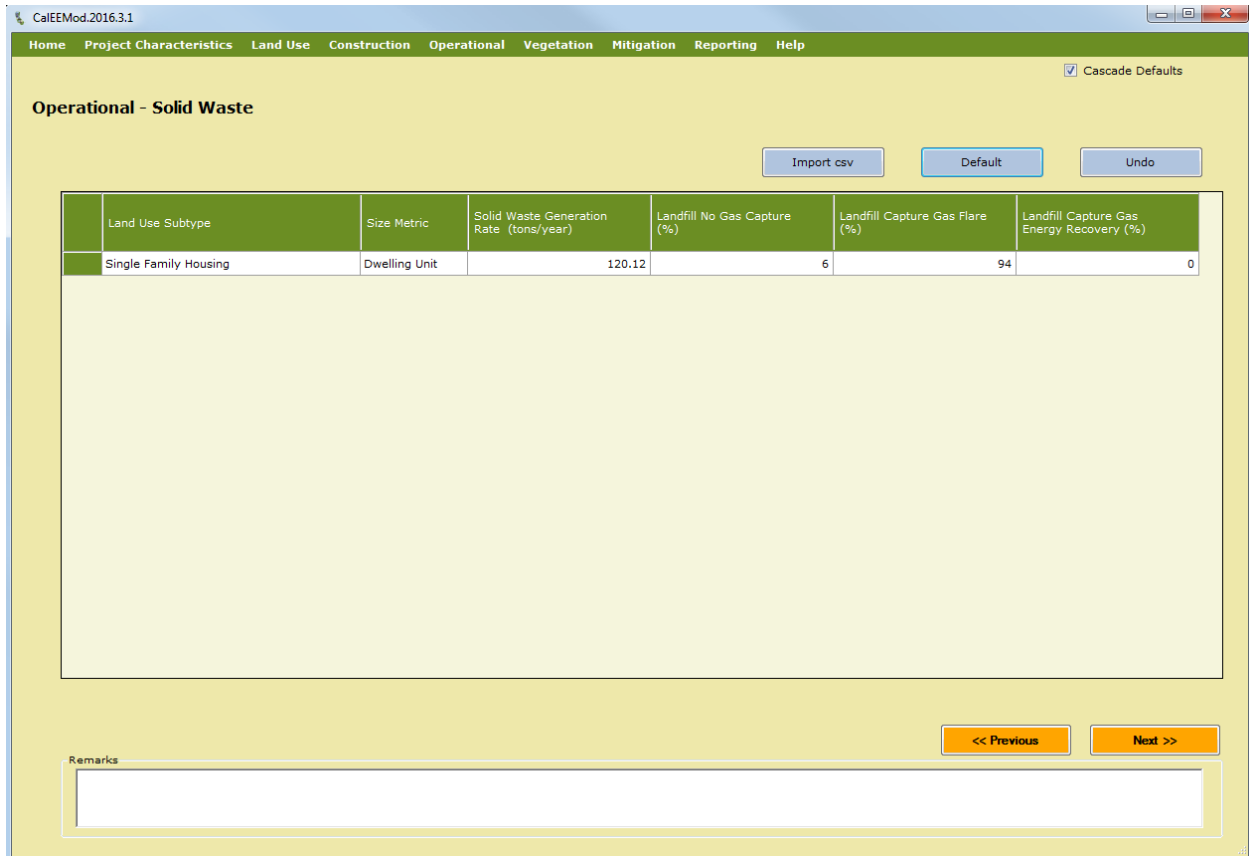 CalEEMod.2016.3.1
Home Project Characteristics Land Use Construction Operational Vegetation Mitigation Reporting Help
Cascade Defaults
Operational - Solid Waste
Import csv Default Undo
Land Use Subtype Size Metric Solid Waste Generation Rate (tons/year) Landfill No Gas Capture (%) Landfill Capture Gas Flare (%) Landfill Capture Gas Energy Recovery (%)
Single Family Housing Dwelling Unit 120.12 6 94 0
<< Previous Next >>
Remarks